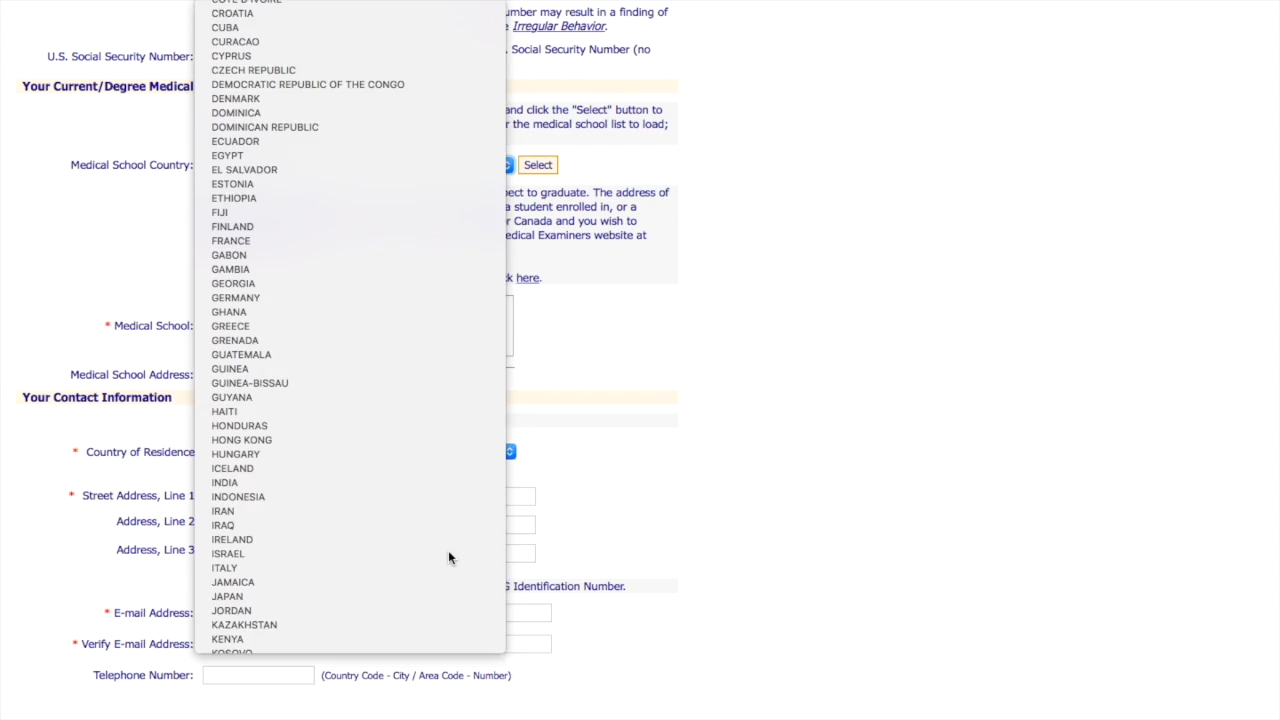 CÔTE D'IVOIRE
umber may result in a finding of
CROATIA
e Irregular Behavior.
CUBA
CURACAO
. Social Security Number (no
U.S. Social Security Number:
CYPRUS
CZECH REPUBLIC
Your Current/Degree Medical
DEMOCRATIC REPUBLIC OF THE CONGO
DENMARK
and click the "Select" button to
DOMINICA
r the medical school list to load;
DOMINICAN REPUBLIC
ECUADOR
EGYPT
Medical School Country:
Select
EL SALVADOR
ESTONIA
pect to graduate. The address of
ETHIOPIA
a student enrolled in, or a
FIJI
r Canada and you wish to
FINLAND
edical Examiners website at
FRANCE
GABON
GAMBIA
ck here.
GEORGIA
GERMANY
GHANA
* Medical School:
GREECE
GRENADA
GUATEMALA
GUINEA
Medical School Address:
GUINEA-BISSAU
Your Contact Information
GUYANA
HAITI
HONDURAS
HONG KONG
* Country of Residence
HUNGARY
ICELAND
INDIA
* Street Address, Line 1
INDONESIA
IRAN
Address, Line 2
IRAQ
IRELAND
Address, Line 3
ISRAEL
ITALY
JAMAICA
G Identification Number.
JAPAN
* E-mail Address:
JORDAN
KAZAKHSTAN
* Verify E-mail Address:
KENYA
KOSOVO
Telephone Number:
(Country Code - City / Area Code - Number)